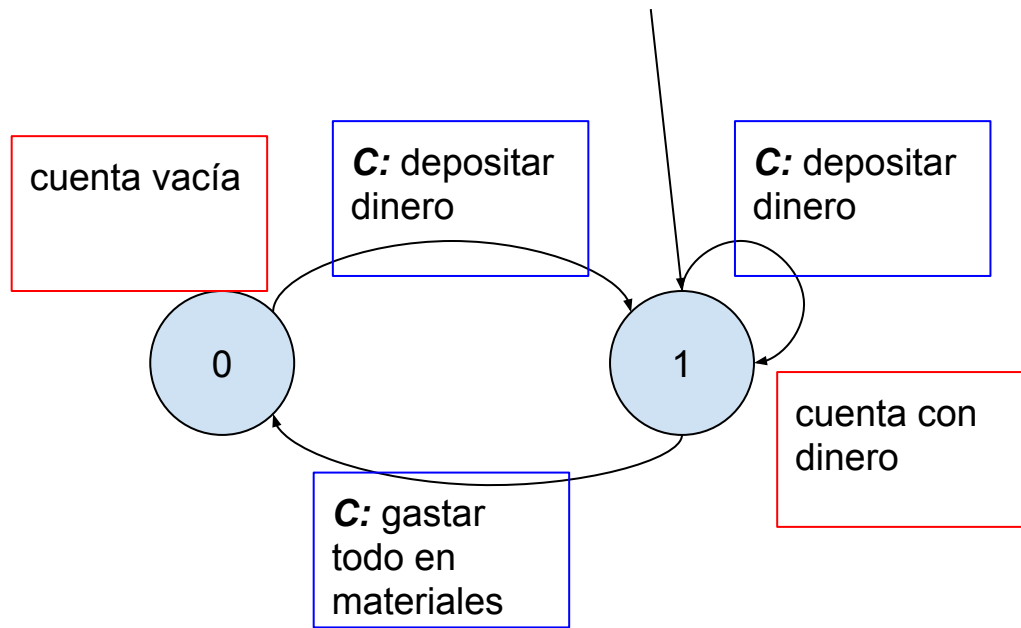 cuenta vacía
C: depositar
dinero
C: depositar
dinero
0
1
cuenta con
dinero
C: gastar
todo en
materiales